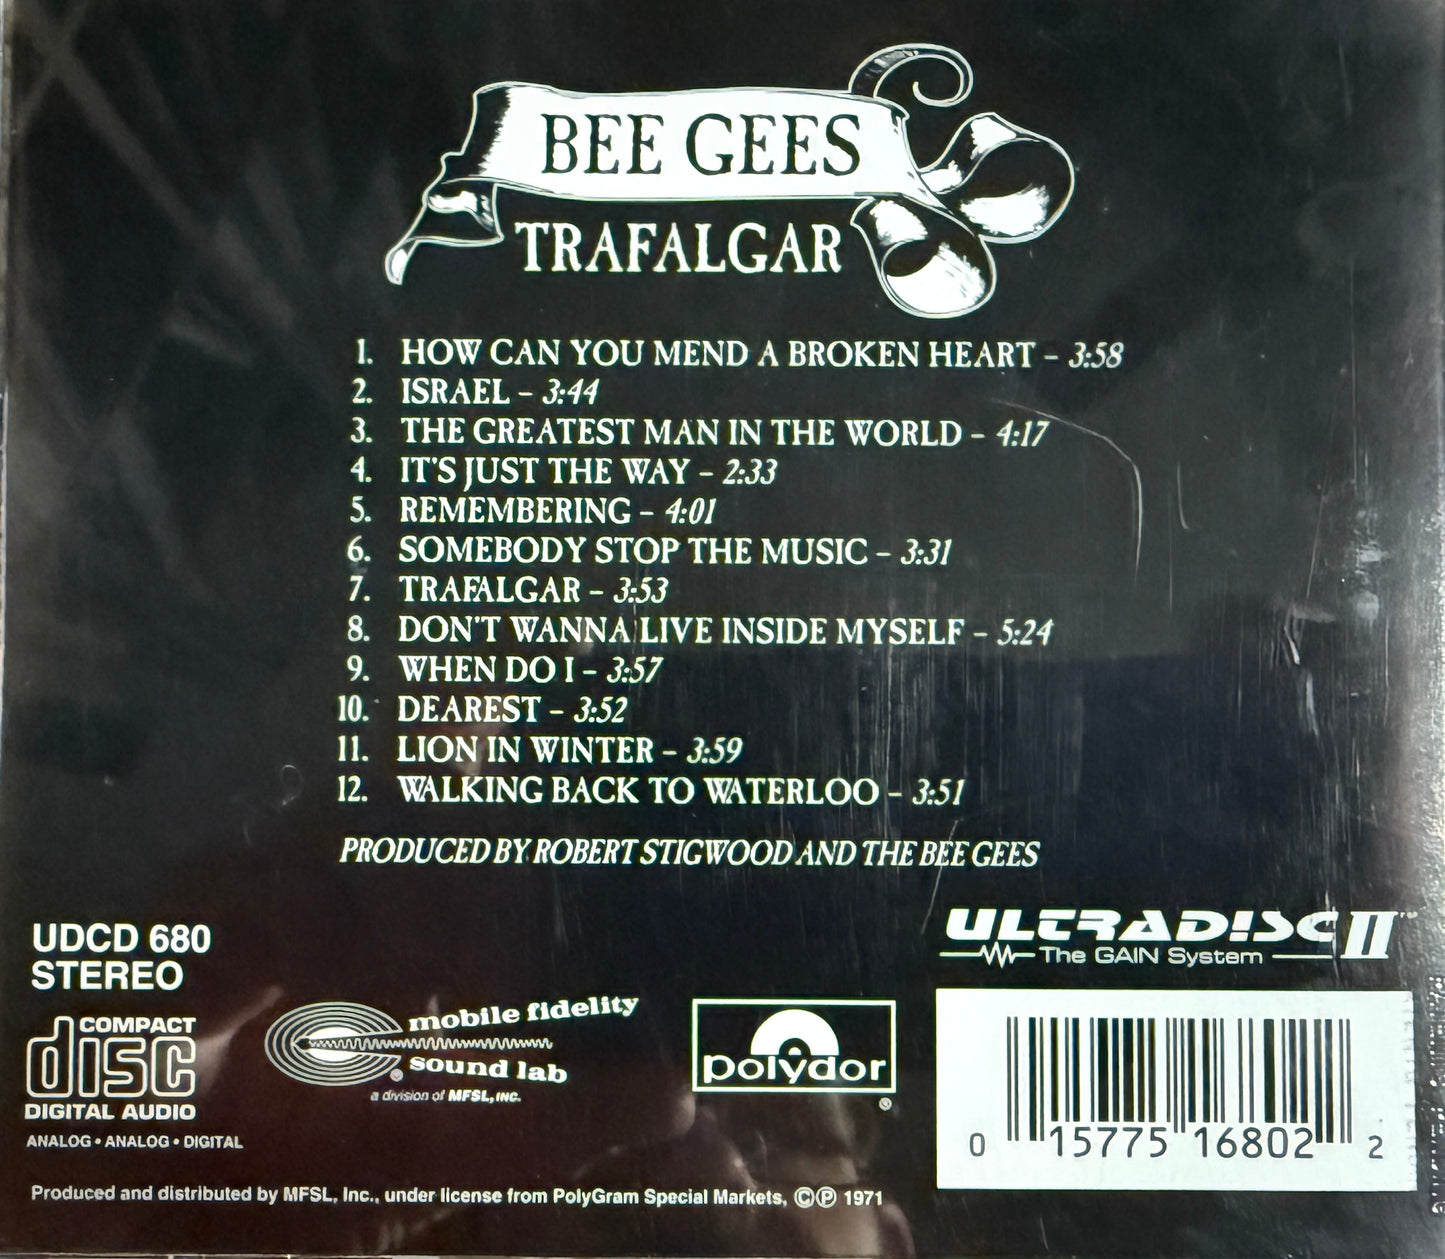 BEE GEES
TRAFALGAR
1. HOW CAN YOU MEND A BROKEN HEART – 3:58
2. ISRAEL – 3:44
3. THE GREATEST MAN IN THE WORLD – 4:17
4. IT'S JUST THE WAY – 2:33
5. REMEMBERING – 4:01
6. SOMEBODY STOP THE MUSIC – 3:31
7. TRAFALGAR – 3:53
8. DON'T WANNA LIVE INSIDE MYSELF – 5:24
9. WHEN DO I – 3:57
10. DEAREST – 3:52
11. LION IN WINTER – 3:59
12. WALKING BACK TO WATERLOO – 3:51
PRODUCED BY ROBERT STIGWOOD AND THE BEE GEES
UDCD 680
STEREO
COMPACT
disc
DIGITAL AUDIO
ANALOG • ANALOG • DIGITAL
mobile fidelity
sound lab ®
a division of MFSL, INC.
polydor
®
ULTRADISC II™
The GAIN System
0 15775 16802 2
Produced and distributed by MFSL, Inc., under license from PolyGram Special Markets, ©℗ 1971